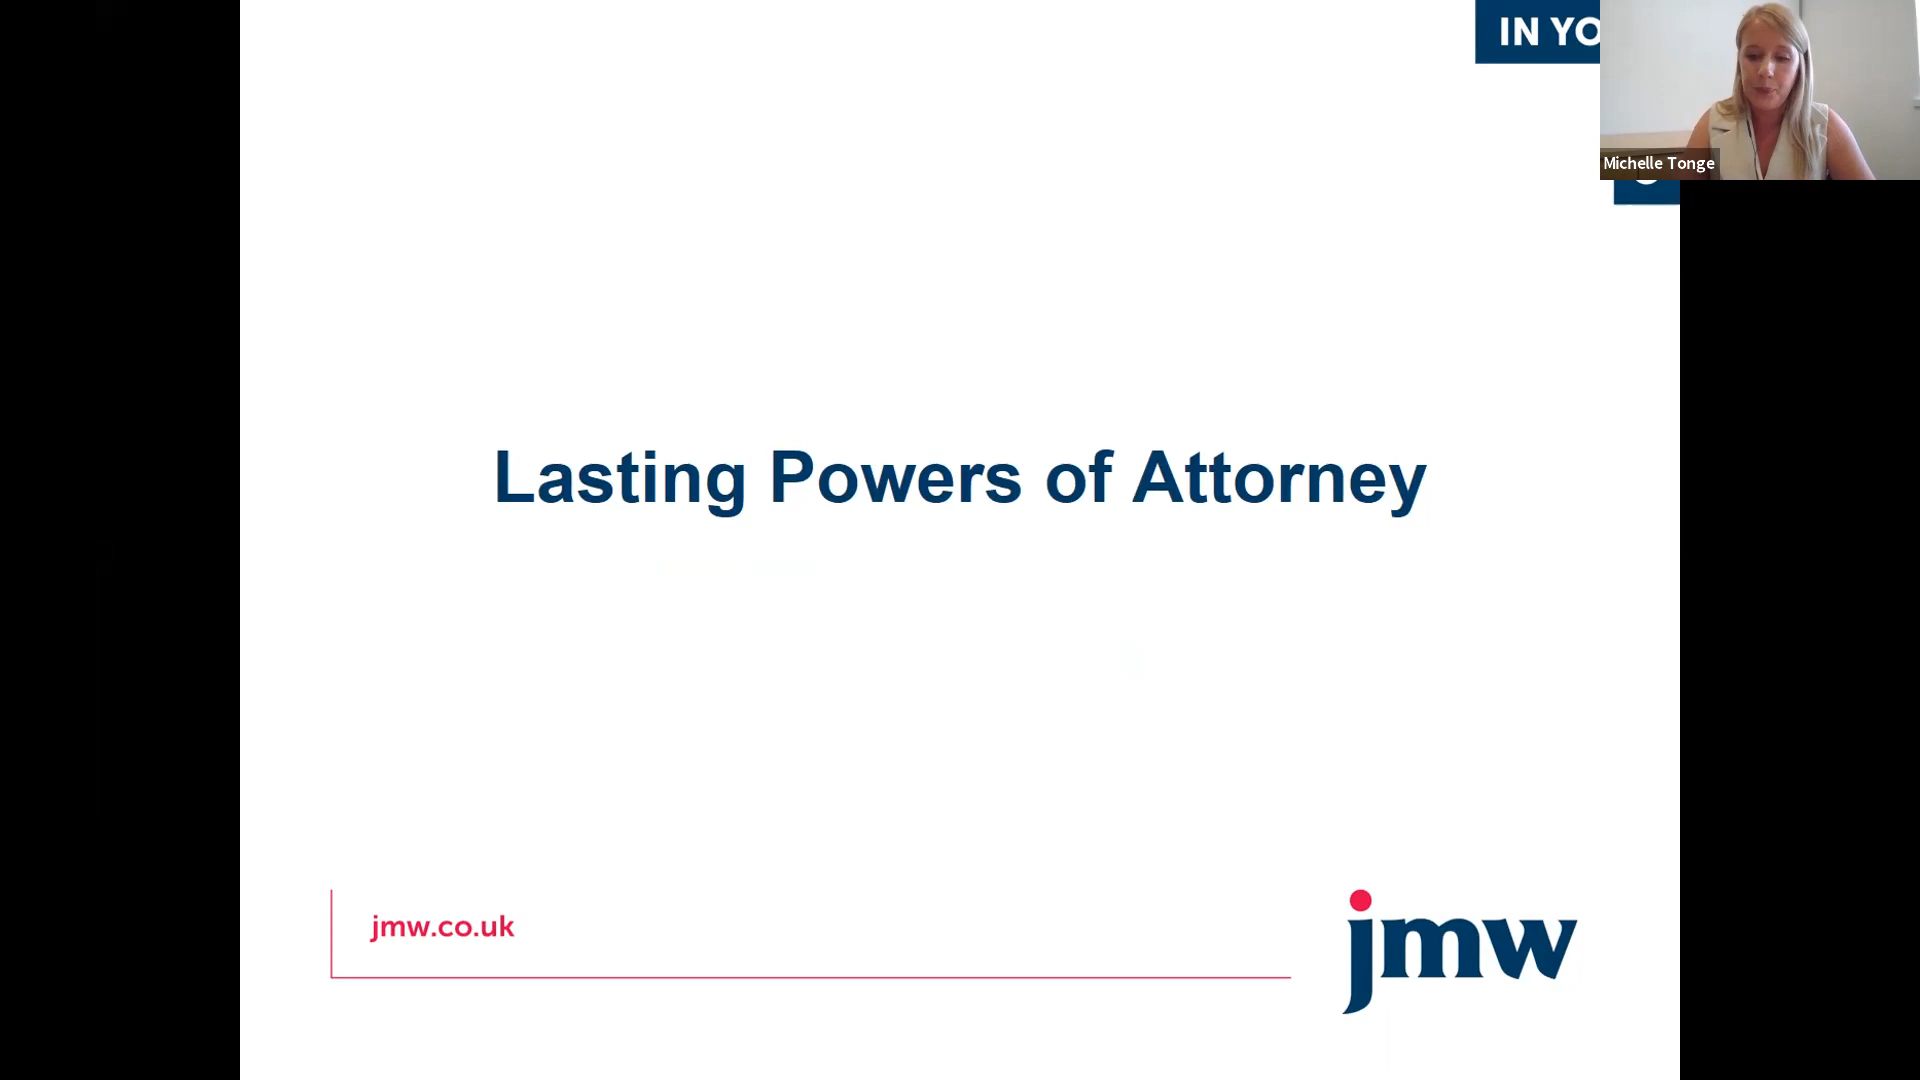 IN YO
Michelle Tonge
Lasting Powers of Attorney
jmw.co.uk
jmw